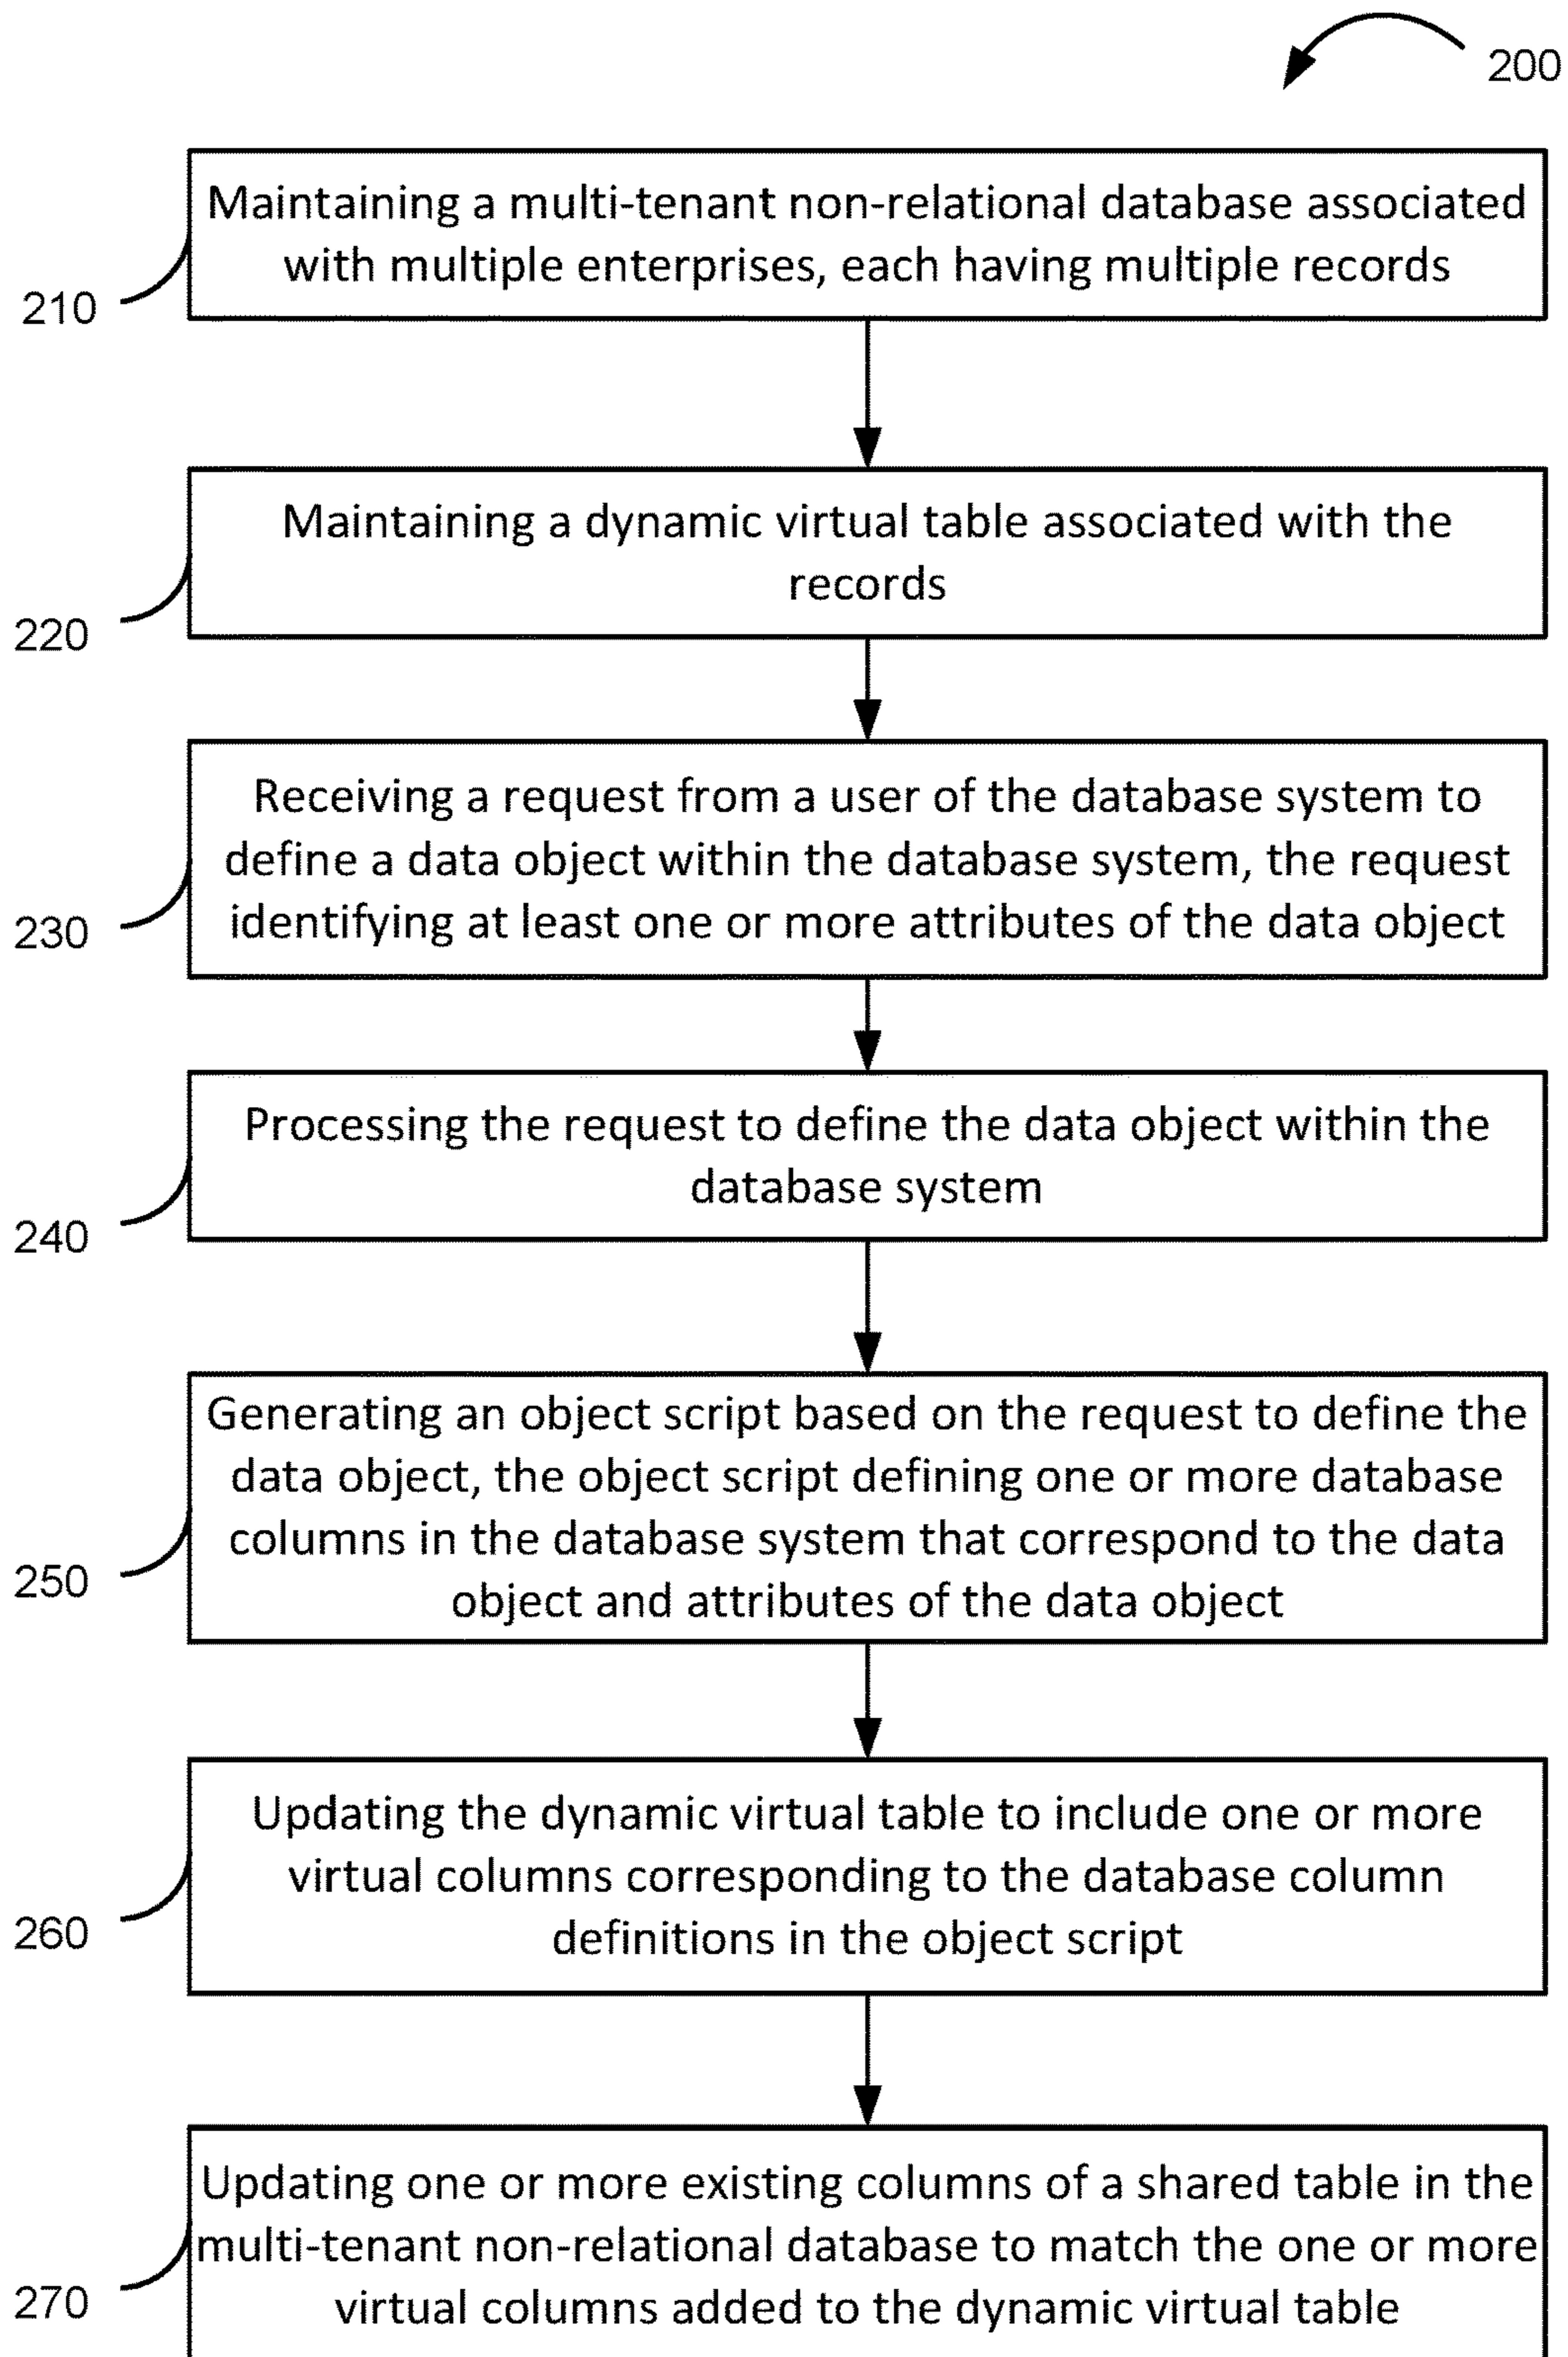 200
Maintaining a multi-tenant non-relational database associated
with multiple enterprises, each having multiple records
210
Maintaining a dynamic virtual table associated with the
records
220
Receiving a request from a user of the database system to
define a data object within the database system, the request
identifying at least one or more attributes of the data object
230
Processing the request to define the data object within the
database system
240
Generating an object script based on the request to define the
data object, the object script defining one or more database
columns in the database system that correspond to the data
object and attributes of the data object
250
Updating the dynamic virtual table to include one or more
virtual columns corresponding to the database column
definitions in the object script
260
Updating one or more existing columns of a shared table in the
multi-tenant non-relational database to match the one or more
virtual columns added to the dynamic virtual table
270